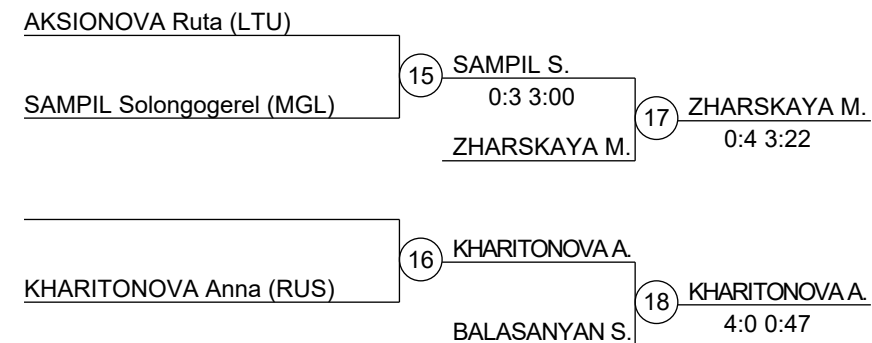 AKSIONOVA Ruta (LTU)
15
SAMPIL S.
SAMPIL Solongogerel (MGL)
0:3 3:00
17
ZHARSKAYA M.
ZHARSKAYA M.
0:4 3:22
16
KHARITONOVA A.
KHARITONOVA Anna (RUS)
18
KHARITONOVA A.
BALASANYAN S.
4:0 0:47